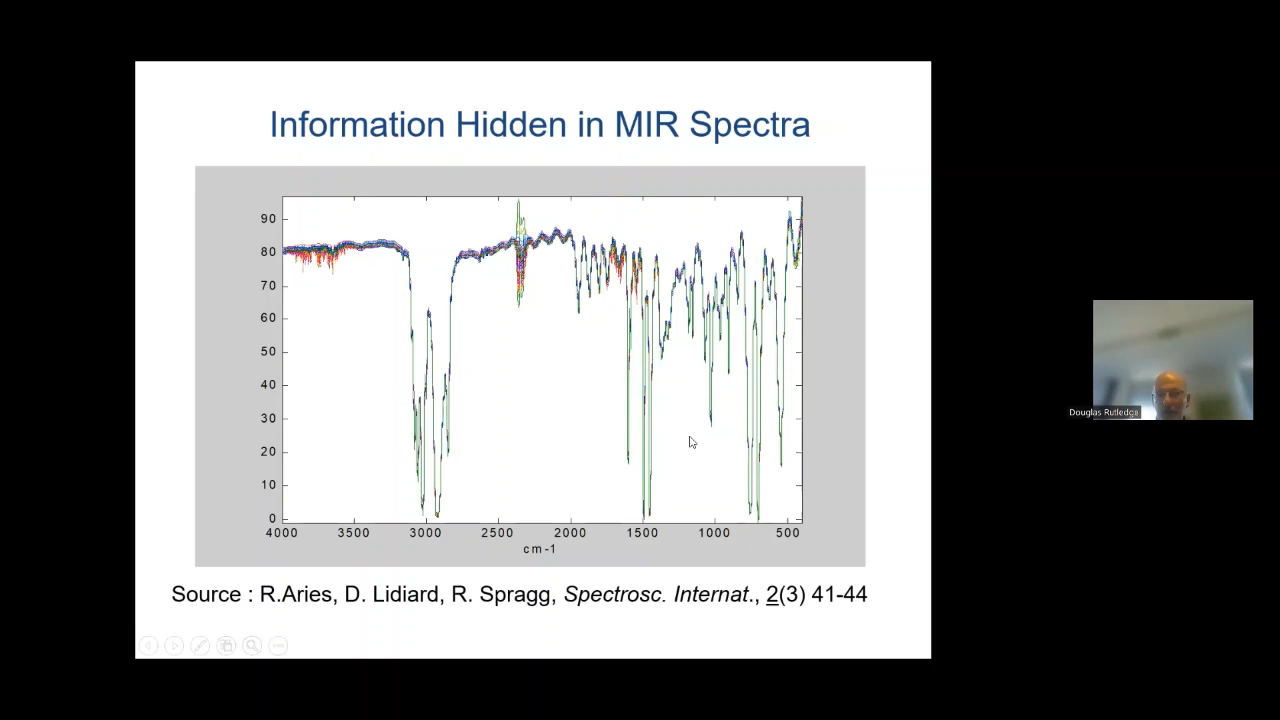 Information Hidden in MIR Spectra
90
80
70
60
50
40
30
20
10
0
4000 3500 3000 2500 2000 1500 1000 500
cm-1
Source : R.Aries, D. Lidiard, R. Spragg, Spectrosc. Internat., 2(3) 41-44
Douglas Rutledge